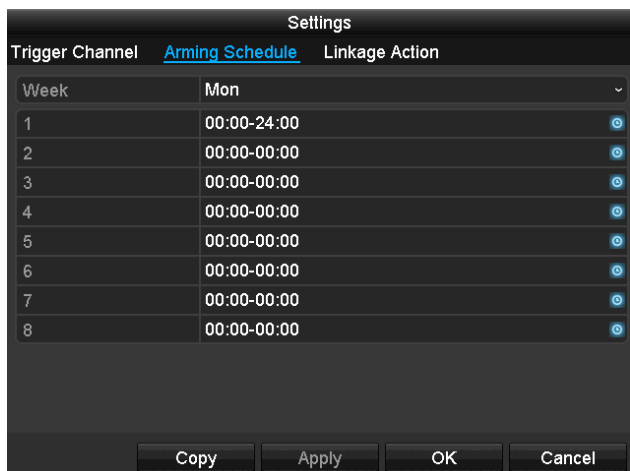 Settings
Trigger Channel Arming Schedule Linkage Action
Week Mon
1 00:00-24:00
2 00:00-00:00
3 00:00-00:00
4 00:00-00:00
5 00:00-00:00
6 00:00-00:00
7 00:00-00:00
8 00:00-00:00
Copy Apply OK Cancel